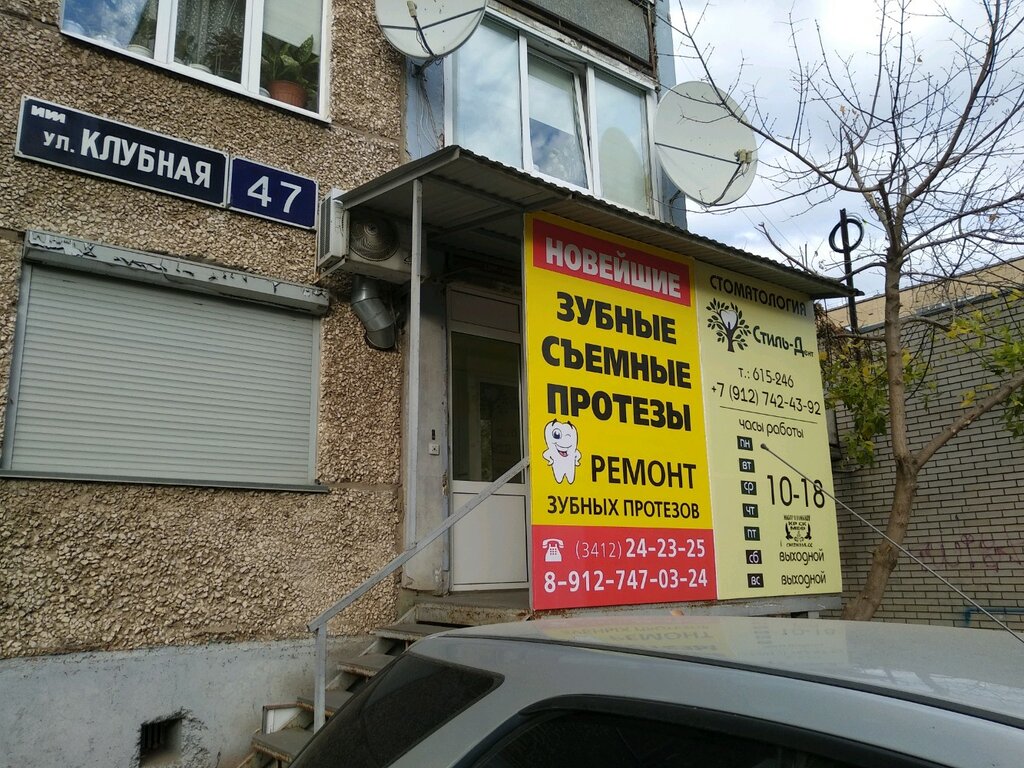 ул. КЛУБНАЯ
47
НОВЕЙШИЕ
ЗУБНЫЕ
СЪЕМНЫЕ
ПРОТЕЗЫ
РЕМОНТ
ЗУБНЫХ ПРОТЕЗОВ
(3412) 24-23-25
8-912-747-03-24
СТОМАТОЛОГИЯ
Стиль-Дент
т.: 615-246
+7 (912) 742-43-92
часы работы
пн
вт
ср
10-18
чт
пт
сб выходной
вс выходной